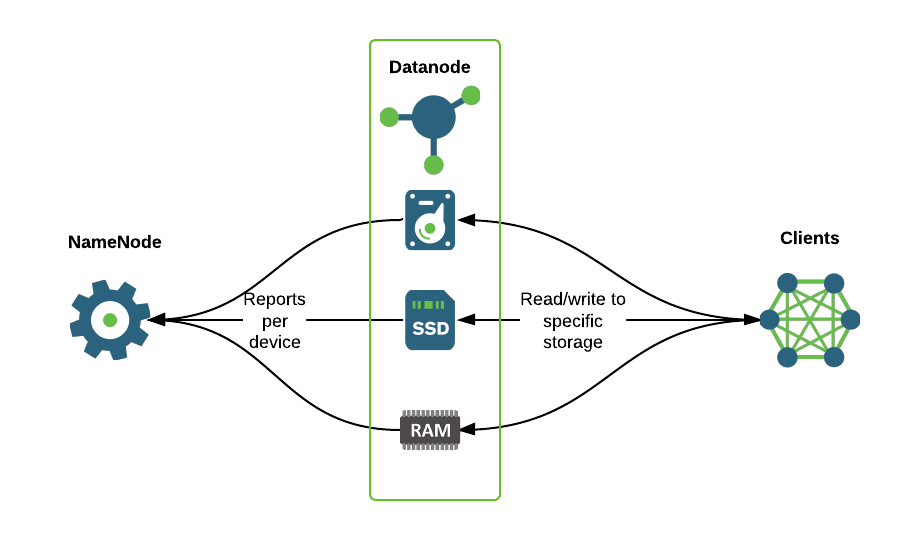 Datanode
NameNode
Clients
Reports
per
device
SSD
Read/write to
specific
storage
RAM